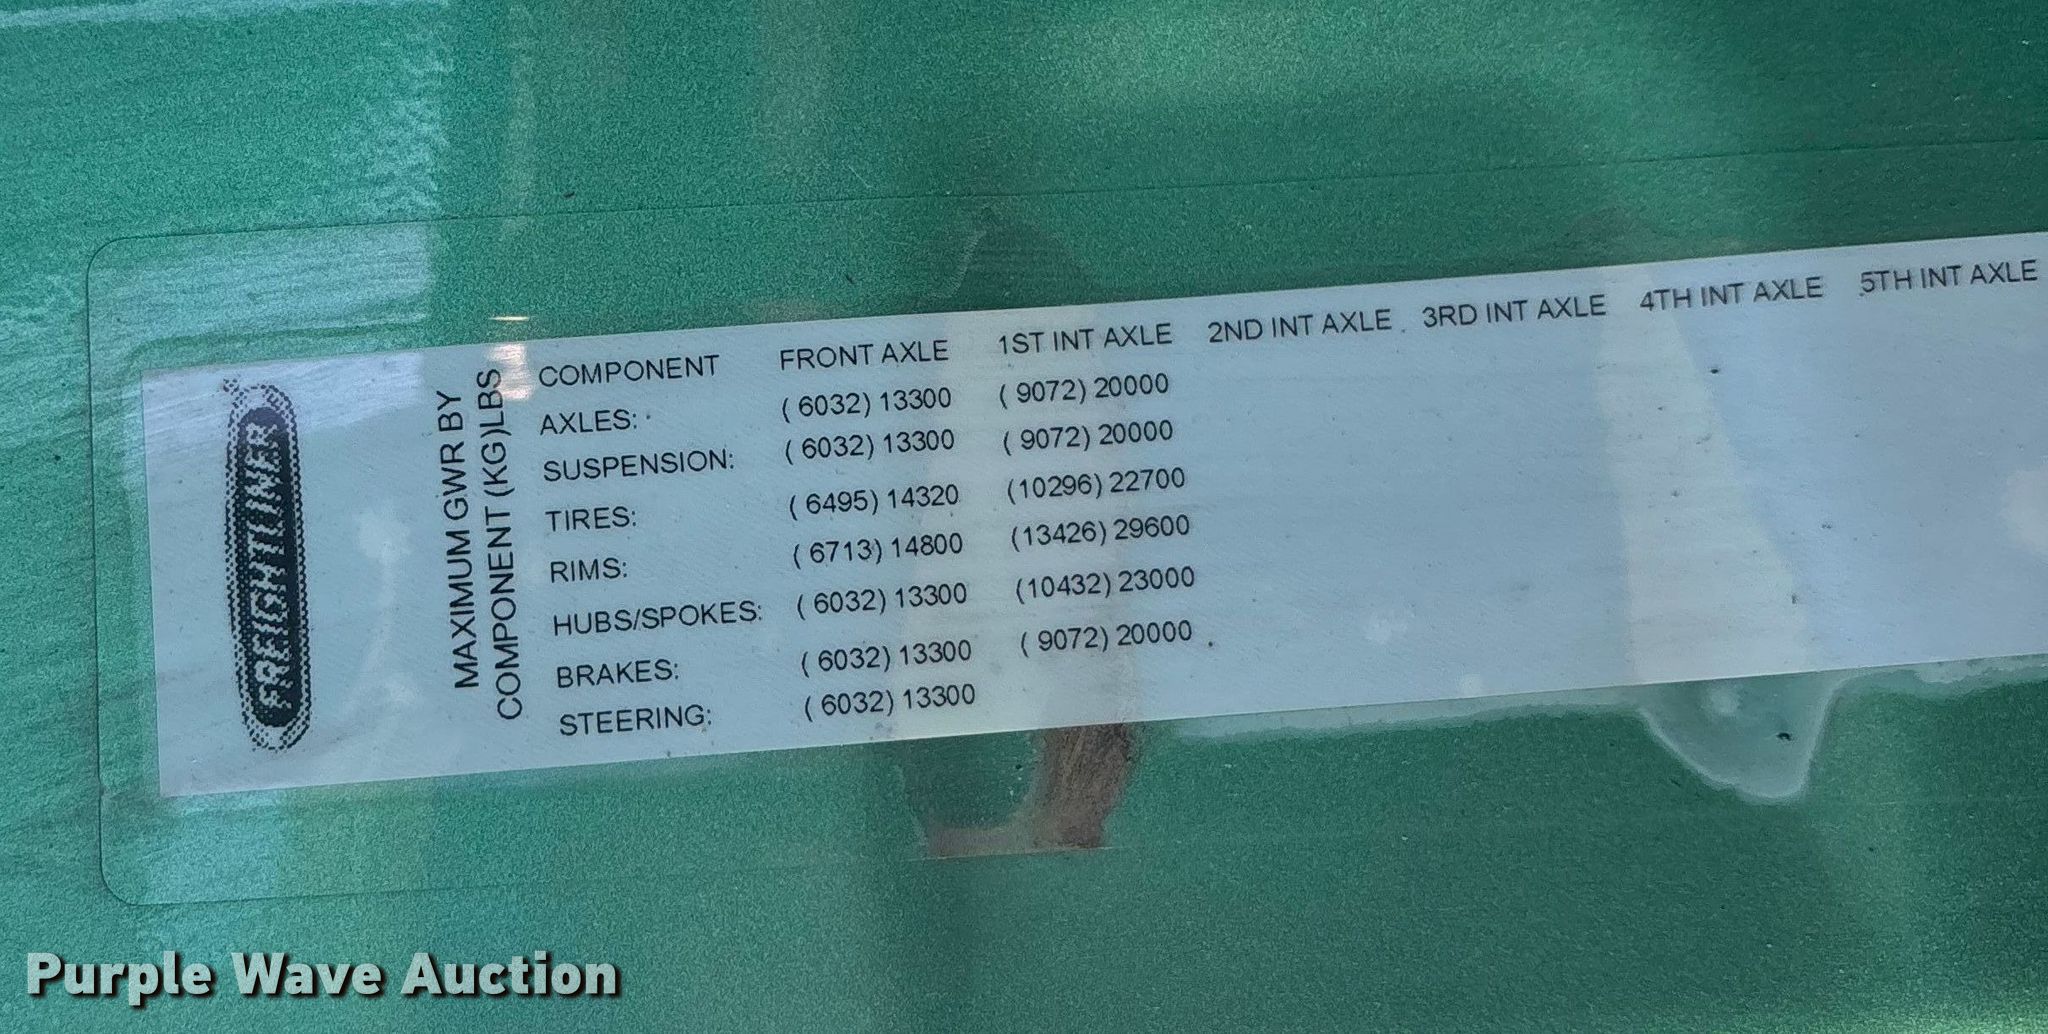 FREIGHTLINER
MAXIMUM GWR BY
COMPONENT (KG)LBS
COMPONENT FRONT AXLE 1ST INT AXLE 2ND INT AXLE 3RD INT AXLE 4TH INT AXLE 5TH INT AXLE
AXLES: ( 6032) 13300 ( 9072) 20000
SUSPENSION: ( 6032) 13300 ( 9072) 20000
TIRES: ( 6495) 14320 (10296) 22700
RIMS: ( 6713) 14800 (13426) 29600
HUBS/SPOKES: ( 6032) 13300 (10432) 23000
BRAKES: ( 6032) 13300 ( 9072) 20000
STEERING: ( 6032) 13300
Purple Wave Auction